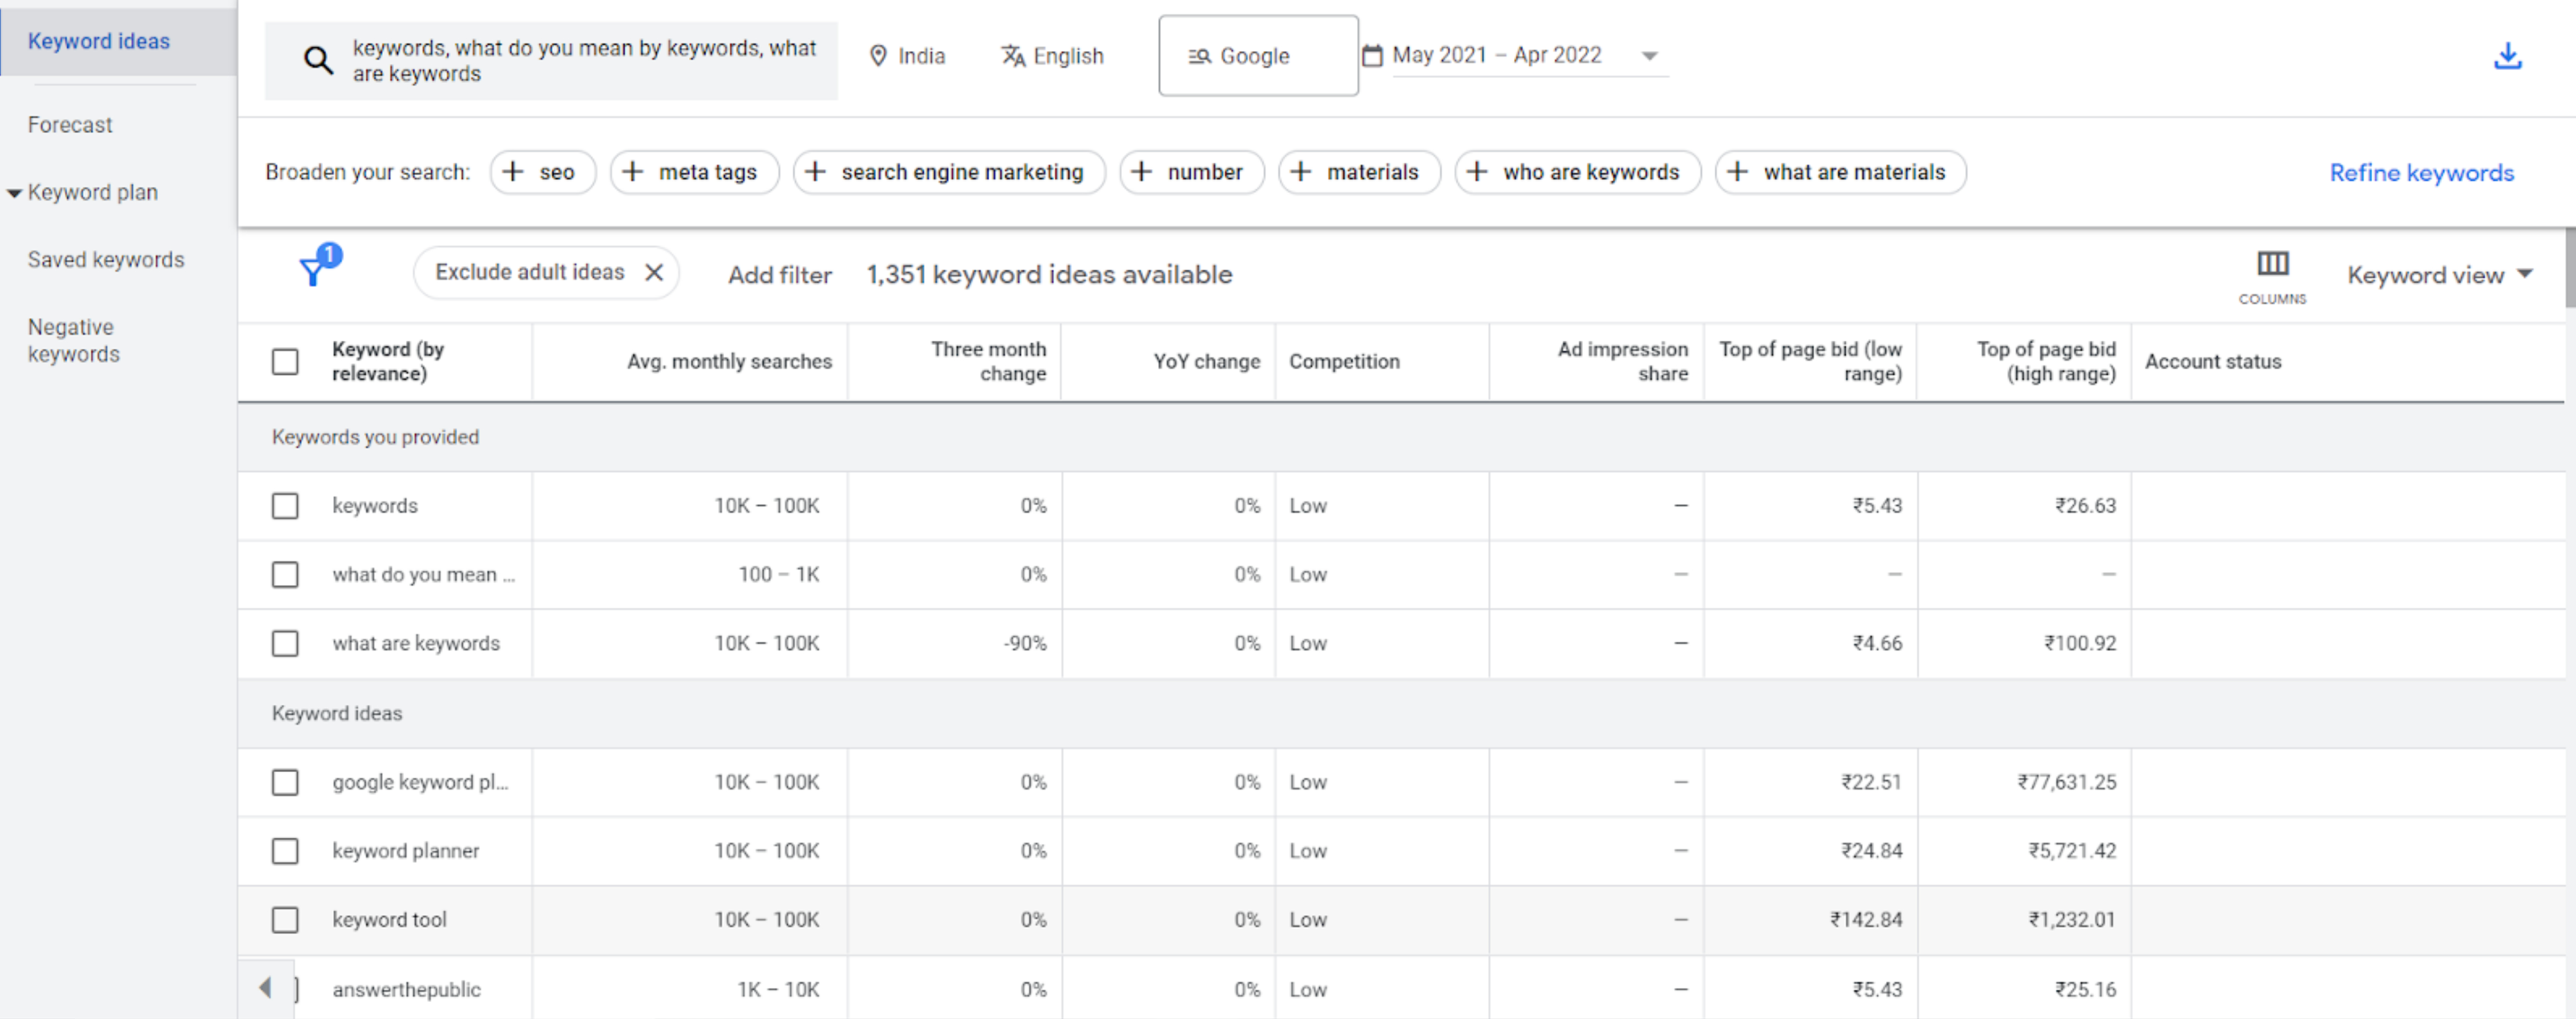 Keyword ideas
Forecast
Keyword plan
Saved keywords
Negative
keywords
keywords, what do you mean by keywords, what
are keywords
India
English
Google
May 2021 – Apr 2022
Broaden your search:
seo
meta tags
search engine marketing
number
materials
who are keywords
what are materials
Refine keywords
1
Exclude adult ideas
Add filter
1,351 keyword ideas available
COLUMNS
Keyword view
Keyword (by
relevance)
Avg. monthly searches
Three month
change
YoY change
Competition
Ad impression
share
Top of page bid (low
range)
Top of page bid
(high range)
Account status
Keywords you provided
keywords 10K – 100K 0% 0% Low – ₹5.43 ₹26.63
what do you mean ... 100 – 1K 0% 0% Low – – –
what are keywords 10K – 100K -90% 0% Low – ₹4.66 ₹100.92
Keyword ideas
google keyword pl... 10K – 100K 0% 0% Low – ₹22.51 ₹77,631.25
keyword planner 10K – 100K 0% 0% Low – ₹24.84 ₹5,721.42
keyword tool 10K – 100K 0% 0% Low – ₹142.84 ₹1,232.01
answerthepublic 1K – 10K 0% 0% Low – ₹5.43 ₹25.16